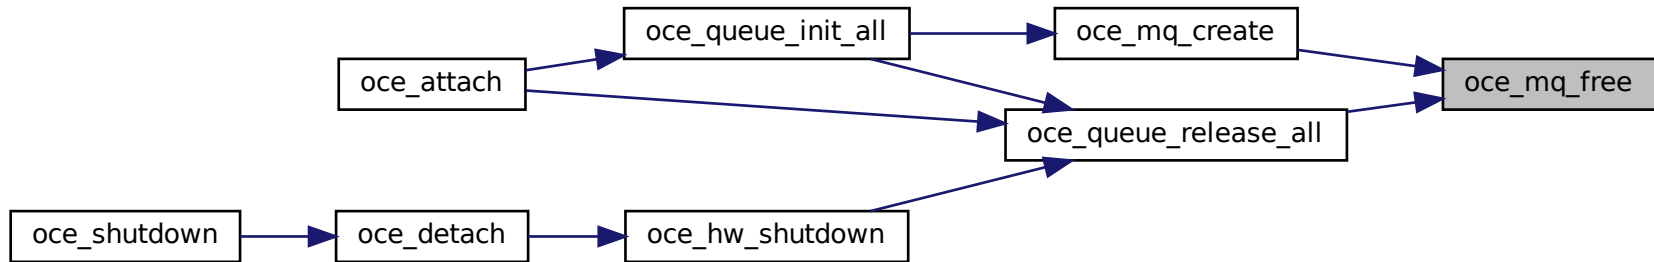 oce_queue_init_all
oce_mq_create
oce_attach
oce_mq_free
oce_queue_release_all
oce_shutdown
oce_detach
oce_hw_shutdown